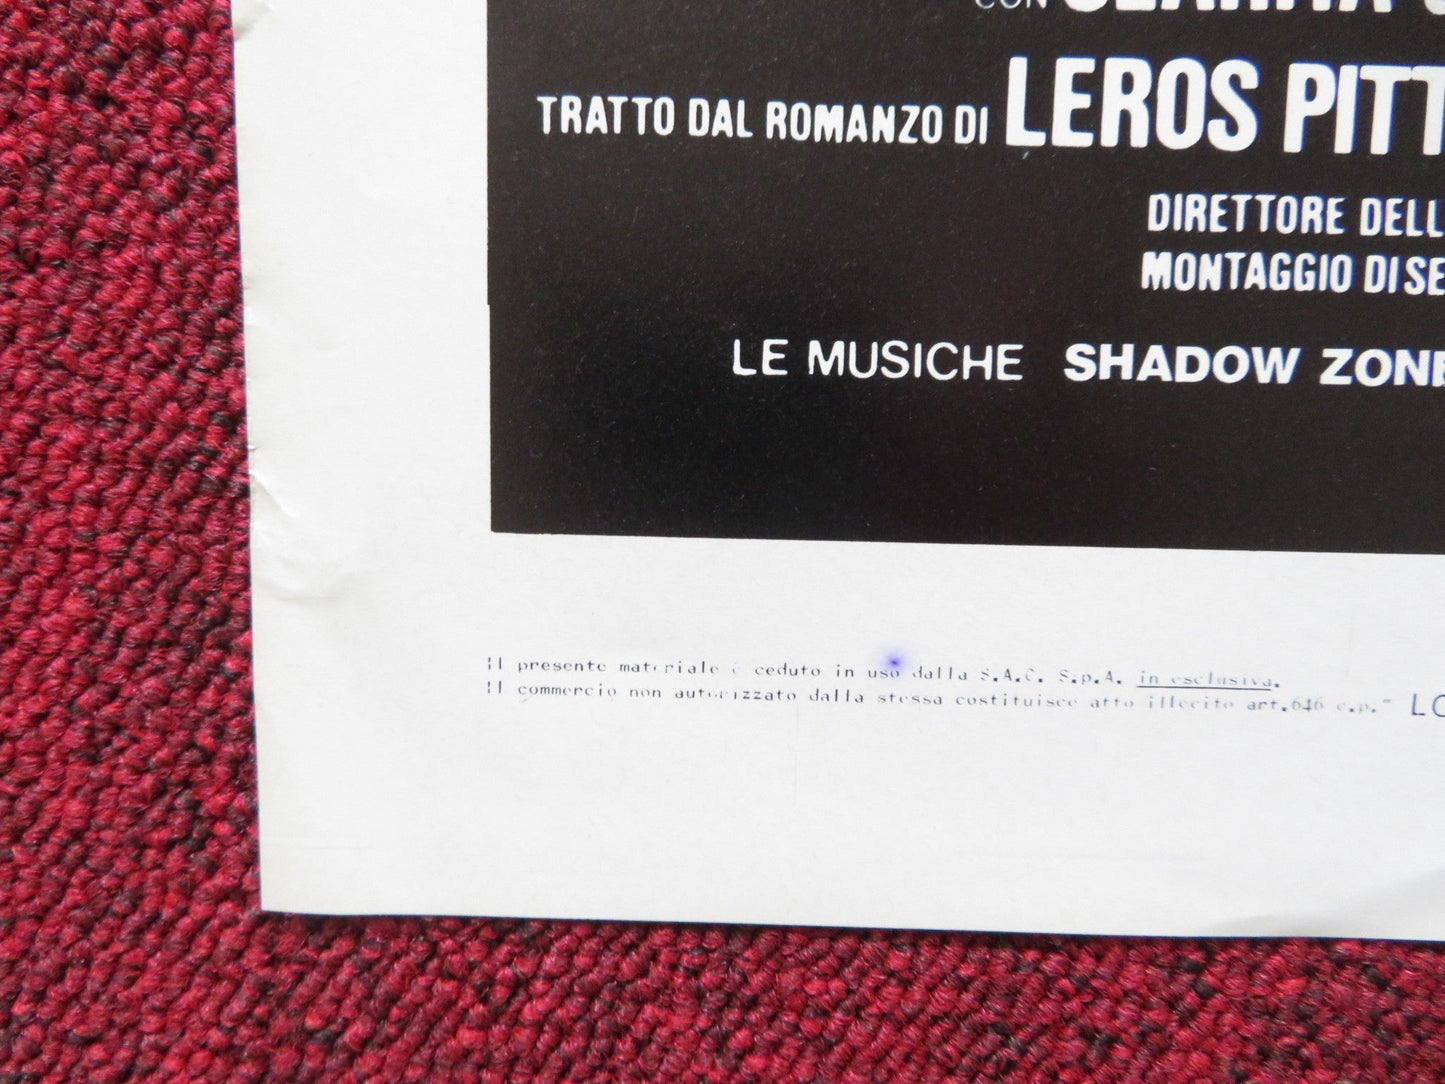 CON
TRATTO DAL ROMANZO DI LEROS PITT
DIRETTORE DELL
MONTAGGIO DI SE
LE MUSICHE SHADOW ZONE
Il presente materiale è ceduto in uso dalla S.A.C. S.p.A. in esclusiva.
Il commercio non autorizzato dalla stessa costituisce atto illecito art.646 c.p." LO